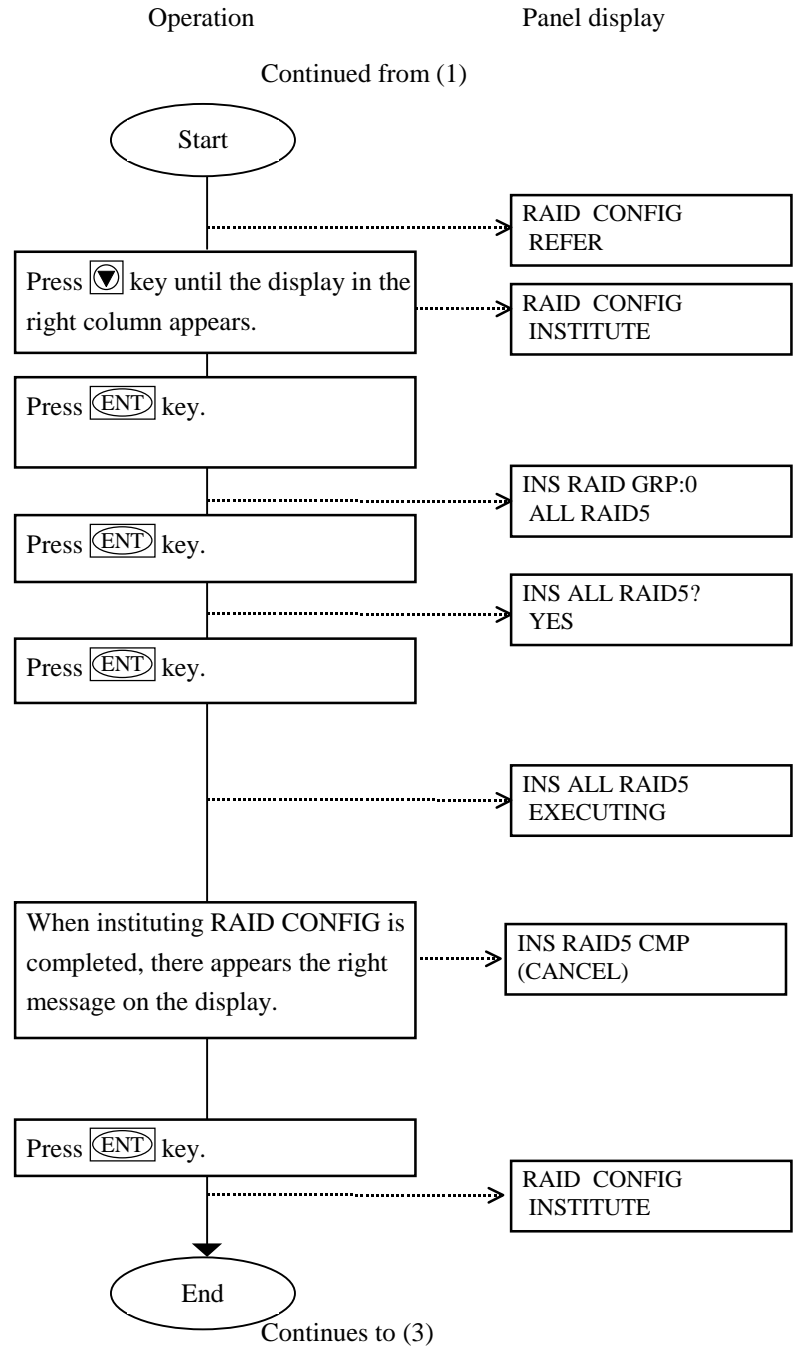 Operation
Panel display
Continued from (1)
Start
RAID CONFIG
REFER
Press ▼ key until the display in the
right column appears.
RAID CONFIG
INSTITUTE
Press ENT key.
INS RAID GRP:0
ALL RAID5
Press ENT key.
INS ALL RAID5?
YES
Press ENT key.
INS ALL RAID5
EXECUTING
When instituting RAID CONFIG is
completed, there appears the right
message on the display.
INS RAID5 CMP
(CANCEL)
Press ENT key.
RAID CONFIG
INSTITUTE
End
Continues to (3)